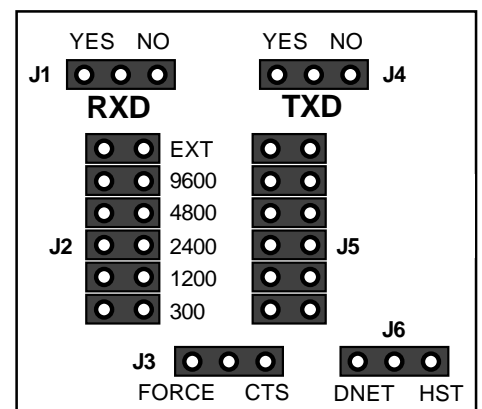 YES NO YES NO
J1 J4
RXD TXD
EXT
9600
4800
J2 2400 J5
1200
300
J6
J3
FORCE CTS DNET HST